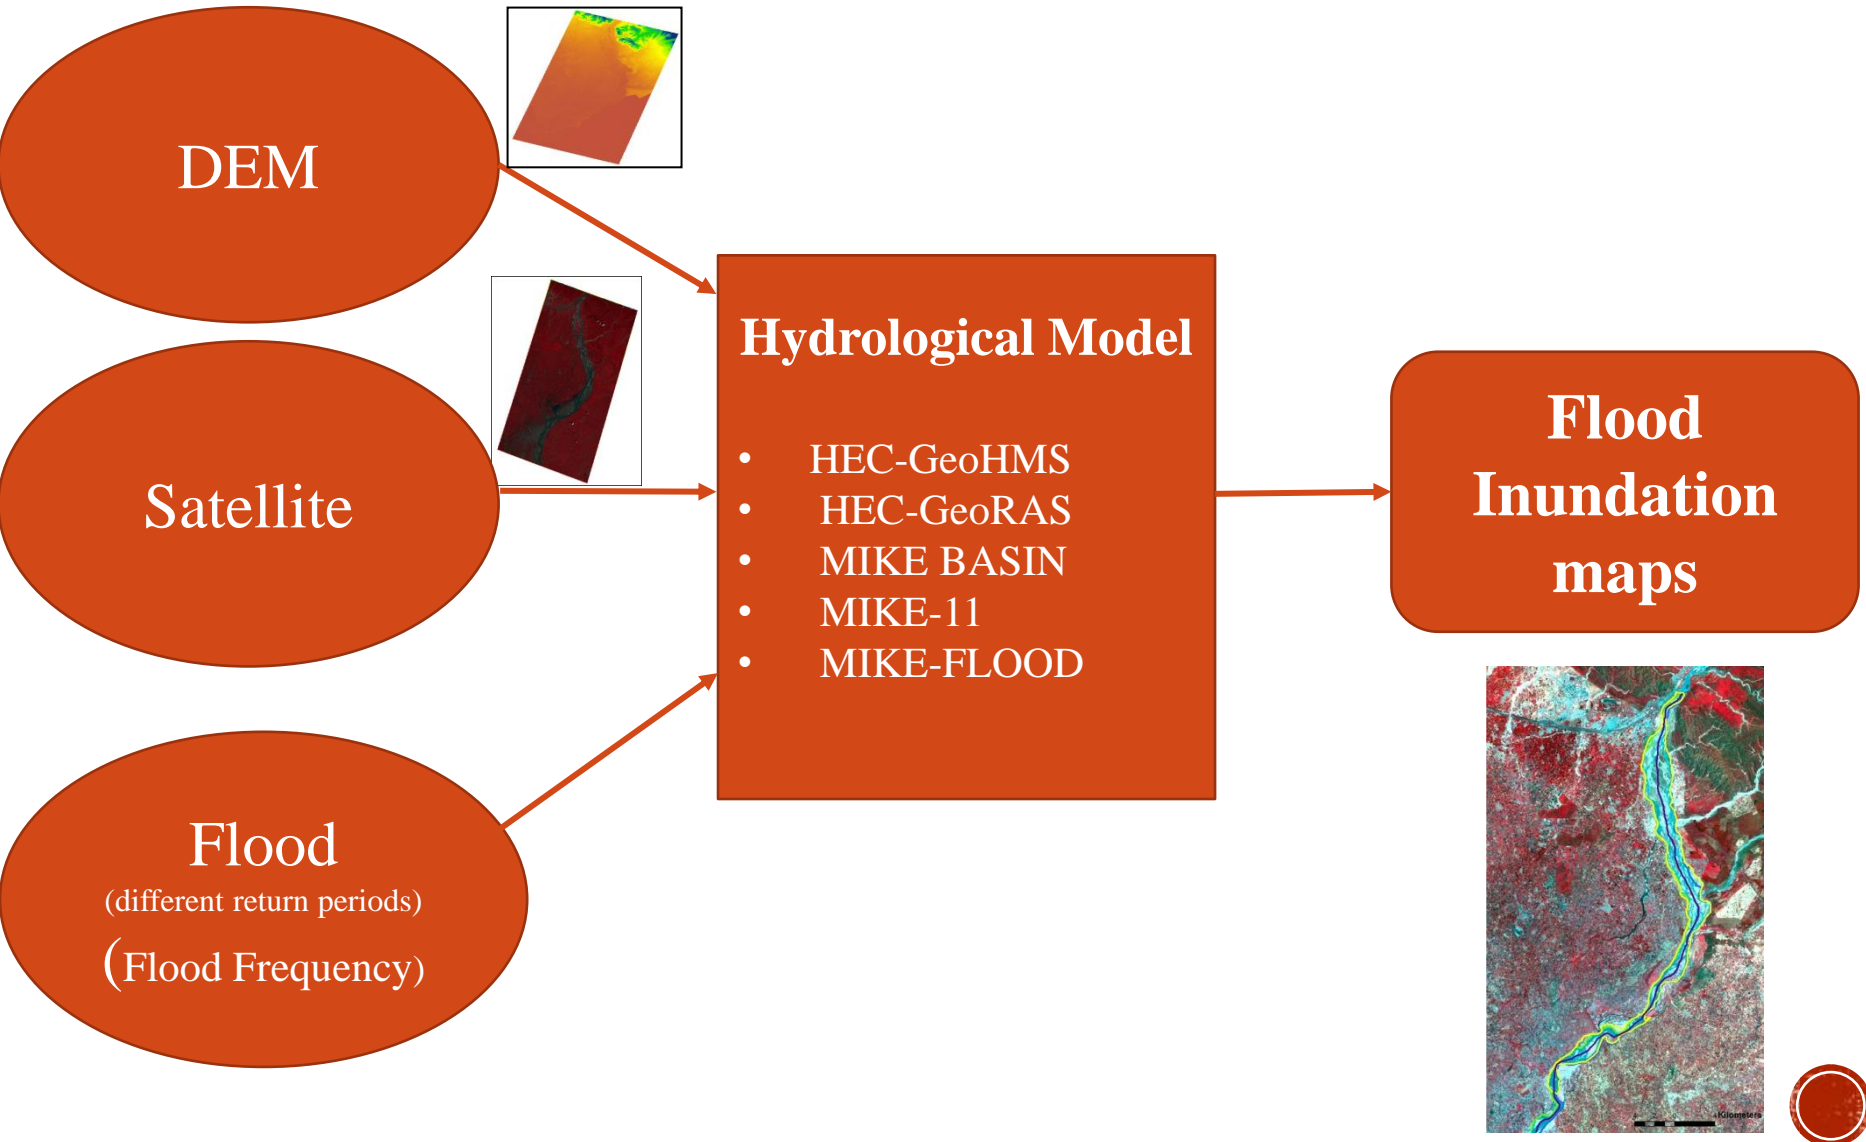 DEM
Satellite
Flood
(different return periods)
(Flood Frequency)
Hydrological Model
• HEC-GeoHMS
• HEC-GeoRAS
• MIKE BASIN
• MIKE-11
• MIKE-FLOOD
Flood
Inundation
maps
Kilometers